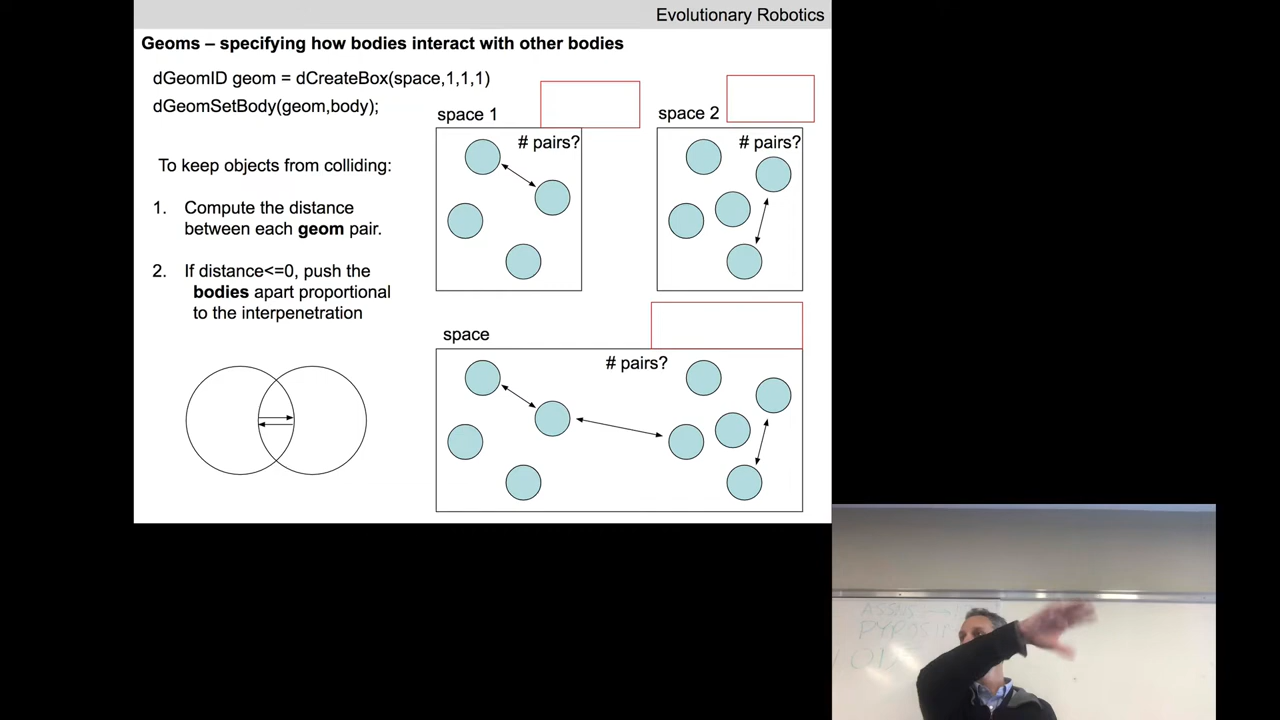 Evolutionary Robotics
Geoms – specifying how bodies interact with other bodies
dGeomID geom = dCreateBox(space,1,1,1)
dGeomSetBody(geom,body);
space 1
space 2
# pairs?
# pairs?
To keep objects from colliding:
1. Compute the distance
between each geom pair.
2. If distance<=0, push the
bodies apart proportional
to the interpenetration
space
# pairs?